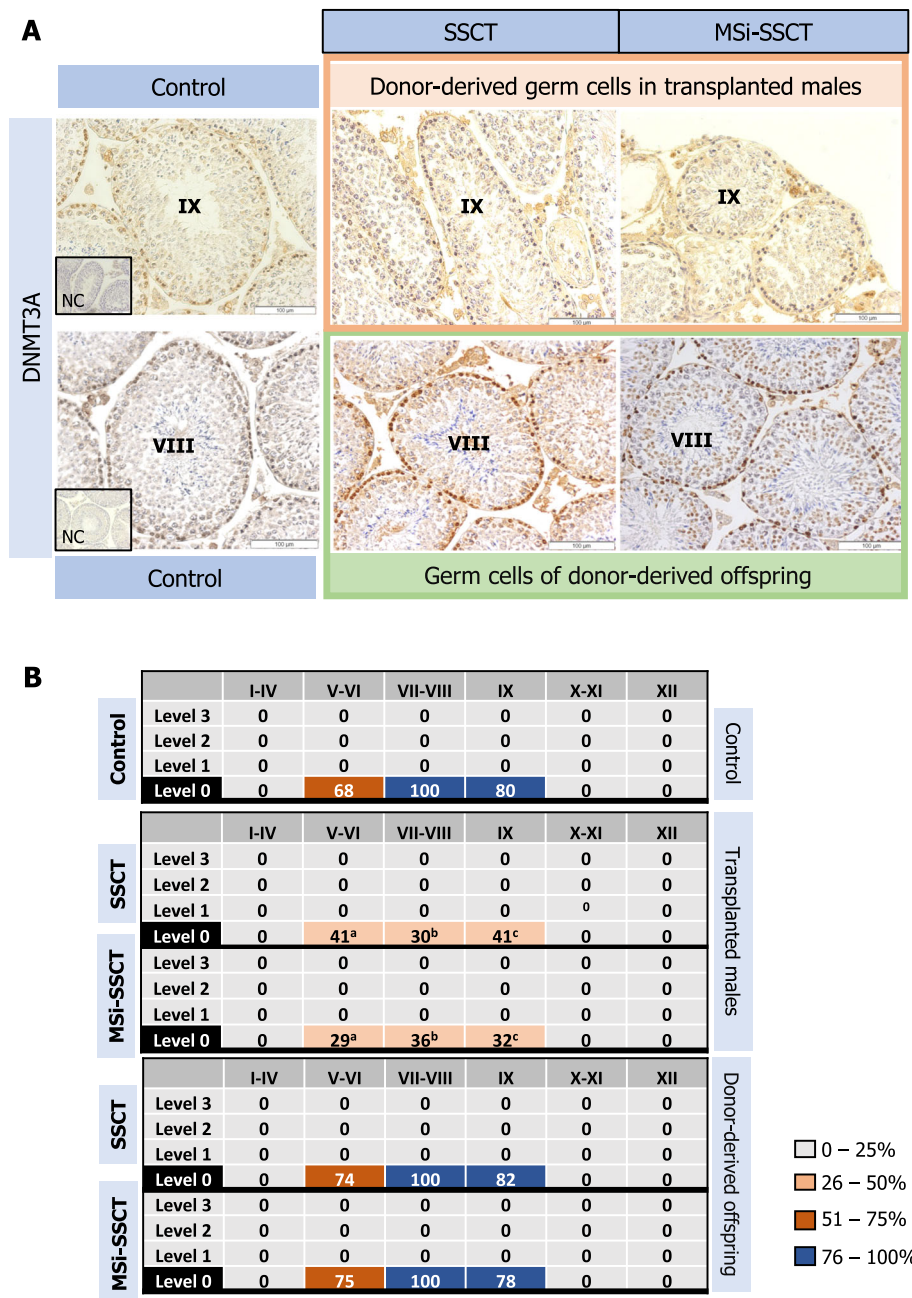 A
SSCT MSi-SSCT
Control Donor-derived germ cells in transplanted males
DNMT3A
IX IX IX
NC
100 µm 100 µm 100 µm
VIII VIII VIII
NC
100 µm 100 µm 100 µm
Control Germ cells of donor-derived offspring
B
Control
I-IV V-VI VII-VIII IX X-XI XII
Level 3 0 0 0 0 0 0
Level 2 0 0 0 0 0 0
Level 1 0 0 0 0 0 0
Level 0 0 68 100 80 0 0
Control
SSCT
MSi-SSCT
I-IV V-VI VII-VIII IX X-XI XII
Level 3 0 0 0 0 0 0
Level 2 0 0 0 0 0 0
Level 1 0 0 0 0 0 0
Level 0 0 41ᵃ 30ᵇ 41ᶜ 0 0
Level 3 0 0 0 0 0 0
Level 2 0 0 0 0 0 0
Level 1 0 0 0 0 0 0
Level 0 0 29ᵃ 36ᵇ 32ᶜ 0 0
Transplanted males
SSCT
MSi-SSCT
I-IV V-VI VII-VIII IX X-XI XII
Level 3 0 0 0 0 0 0
Level 2 0 0 0 0 0 0
Level 1 0 0 0 0 0 0
Level 0 0 74 100 82 0 0
Level 3 0 0 0 0 0 0
Level 2 0 0 0 0 0 0
Level 1 0 0 0 0 0 0
Level 0 0 75 100 78 0 0
Donor-derived offspring
0 – 25%
26 – 50%
51 – 75%
76 – 100%